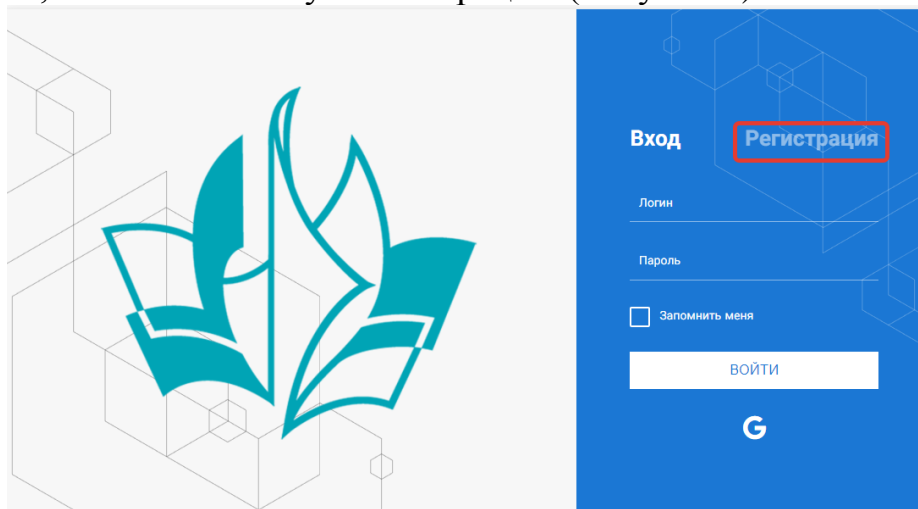 Вход Регистрация
Логин
Пароль
Запомнить меня
ВОЙТИ
G